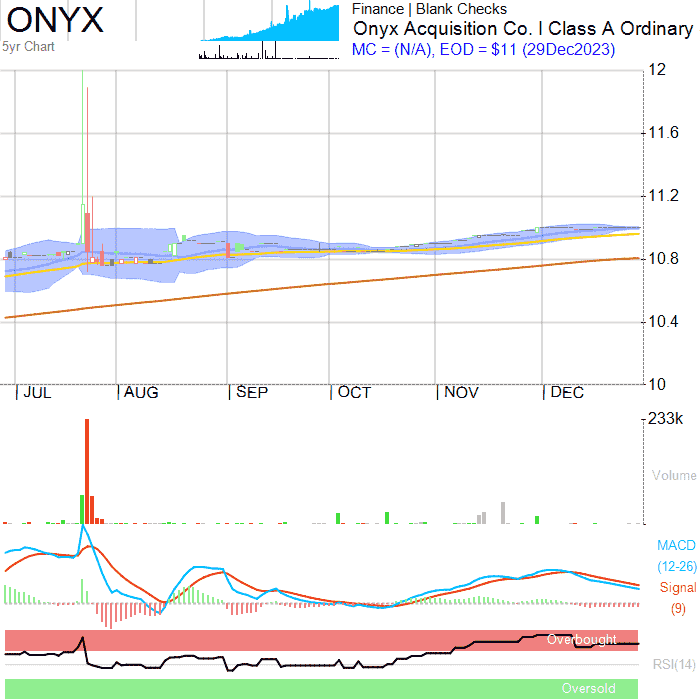 ONYX
5yr Chart
Finance | Blank Checks
Onyx Acquisition Co. I Class A Ordinary
MC = (N/A), EOD = $11 (29Dec2023)
12
11.6
11.2
10.8
10.4
10
JUL AUG SEP OCT NOV DEC
233k
Volume
MACD
(12-26)
Signal
(9)
Overbought
RSI(14)
Oversold